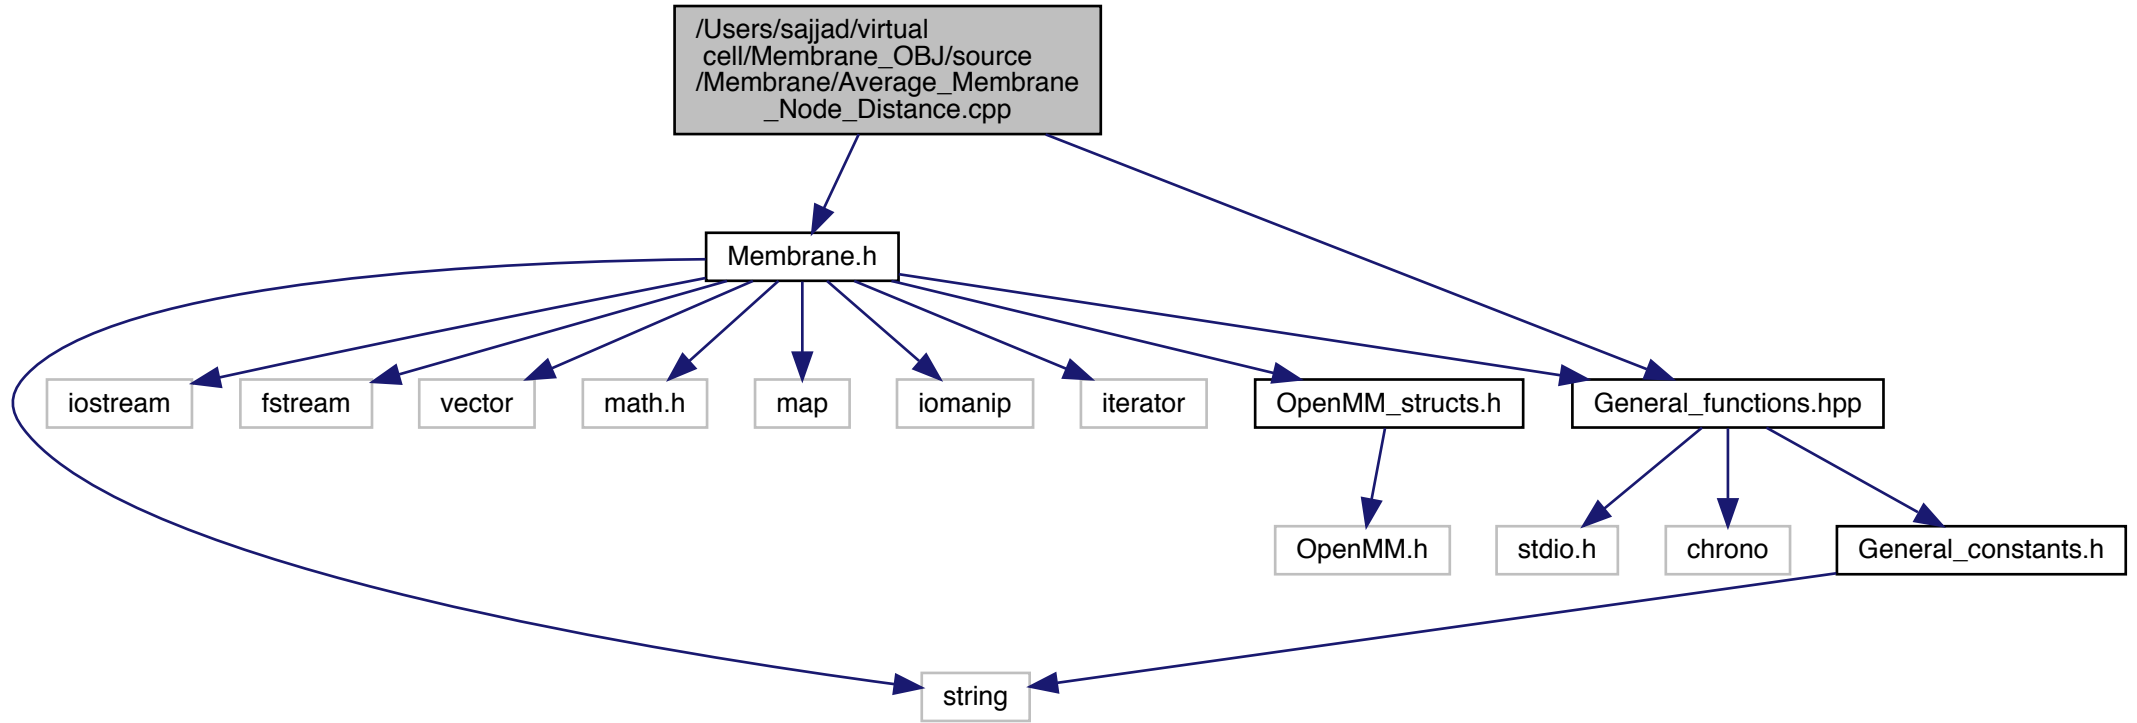 /Users/sajjad/virtual
cell/Membrane_OBJ/source
/Membrane/Average_Membrane
_Node_Distance.cpp
Membrane.h
iostream
fstream
vector
math.h
map
iomanip
iterator
OpenMM_structs.h
General_functions.hpp
OpenMM.h
stdio.h
chrono
General_constants.h
string